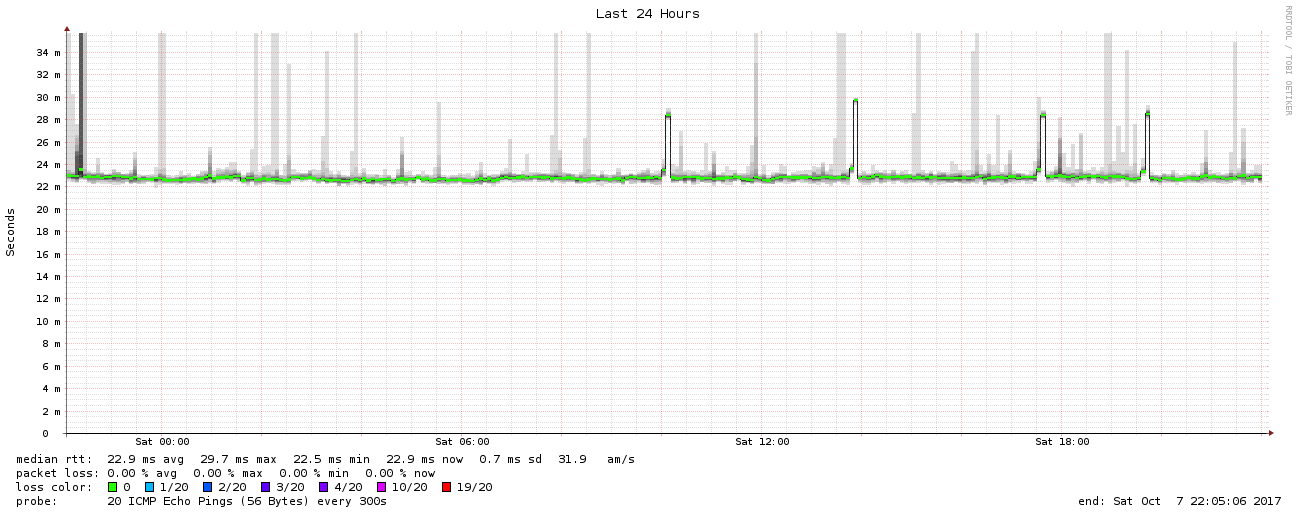 Last 24 Hours
RRDTOOL / TOBI OETIKER
Seconds
34 m
32 m
30 m
28 m
26 m
24 m
22 m
20 m
18 m
16 m
14 m
12 m
10 m
8 m
6 m
4 m
2 m
0
Sat 00:00 Sat 06:00 Sat 12:00 Sat 18:00
median rtt: 22.9 ms avg 29.7 ms max 22.5 ms min 22.9 ms now 0.7 ms sd 31.9 am/s
packet loss: 0.00 % avg 0.00 % max 0.00 % min 0.00 % now
loss color: 0 1/20 2/20 3/20 4/20 10/20 19/20
probe: 20 ICMP Echo Pings (56 Bytes) every 300s end: Sat Oct 7 22:05:06 2017